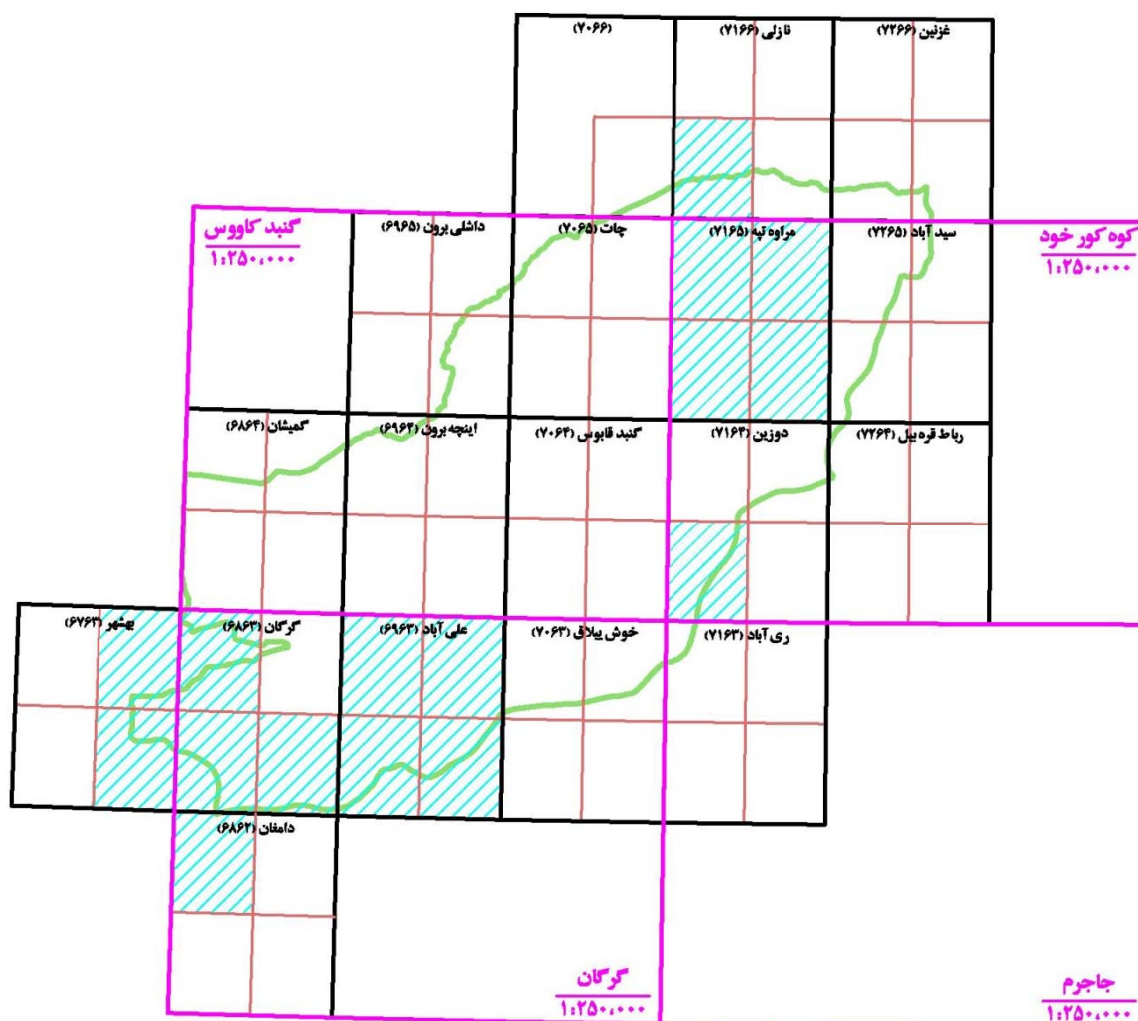 غزنین (۷۲۶۶)
نازلی (۷۱۶۶)
(۷۰۶۶)
کوه کور خود
۱:۲۵۰،۰۰۰
سید آباد (۷۲۶۵)
مراوه تپه (۷۱۶۵)
چات (۷۰۶۵)
داشلی برون (۶۹۶۵)
گنبد کاووس
۱:۲۵۰،۰۰۰
رباط قره بیل (۷۲۶۴)
دوزین (۷۱۶۴)
گنبد قابوس (۷۰۶۴)
اینچه برون (۶۹۶۴)
گمیشان (۶۸۶۴)
ری آباد (۷۱۶۳)
خوش ییلاق (۷۰۶۳)
علی آباد (۶۹۶۳)
گرگان (۶۸۶۳)
بهشهر (۶۷۶۳)
دامغان (۶۸۶۲)
جاجرم
۱:۲۵۰،۰۰۰
گرگان
۱:۲۵۰،۰۰۰